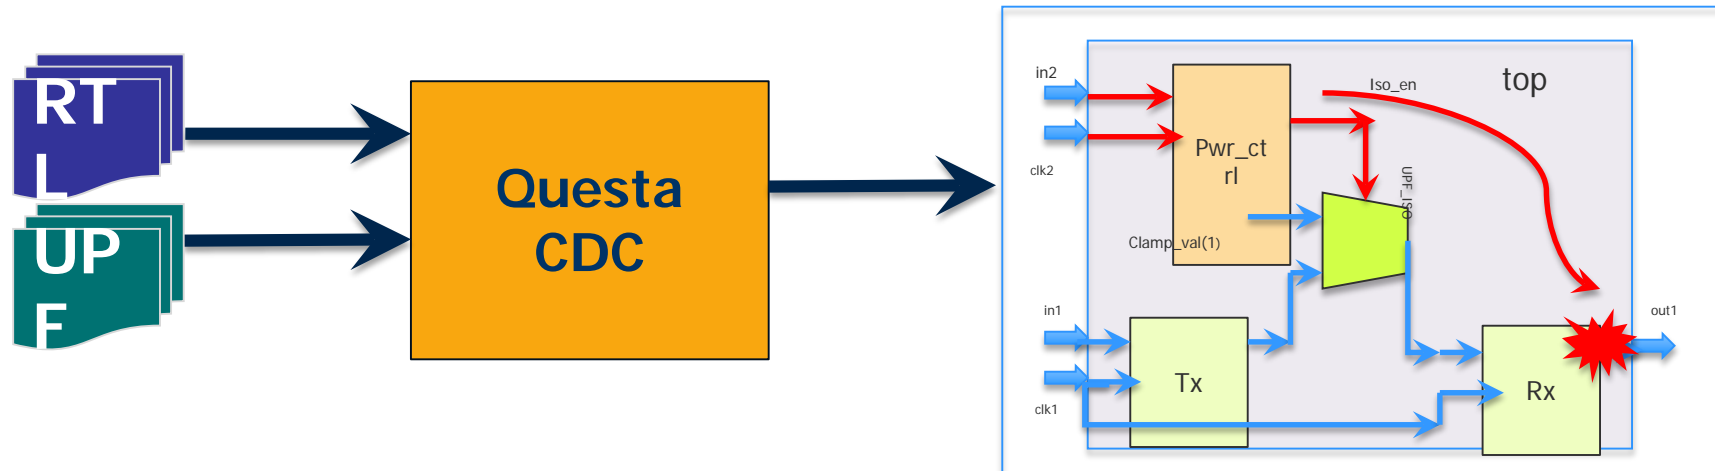 RT
L
UP
F
Questa
CDC
in2
clk2
Pwr_ct
rl
Iso_en
top
UPF_ISO
Clamp_val(1)
in1
clk1
Tx
Rx
out1